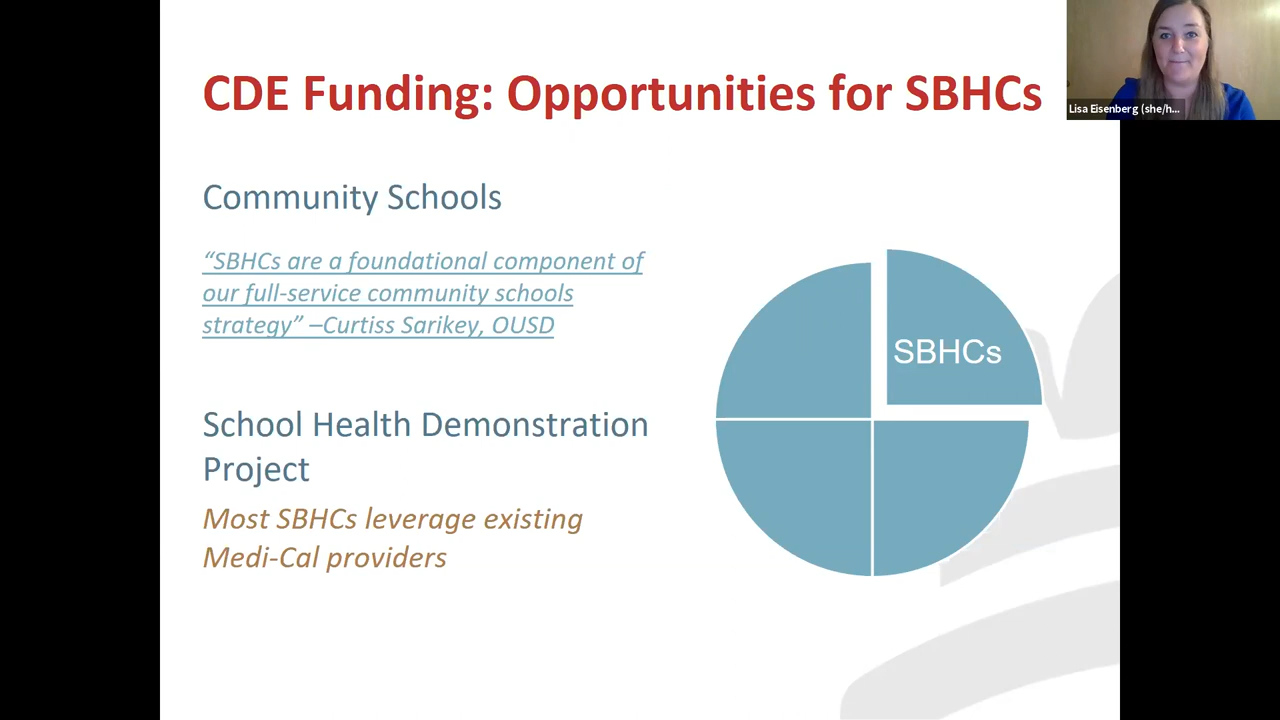 CDE Funding: Opportunities for SBHCs
Lisa Eisenberg (she/h...
Community Schools
“SBHCs are a foundational component of
our full-service community schools
strategy” –Curtiss Sarikey, OUSD
SBHCs
School Health Demonstration
Project
Most SBHCs leverage existing
Medi-Cal providers